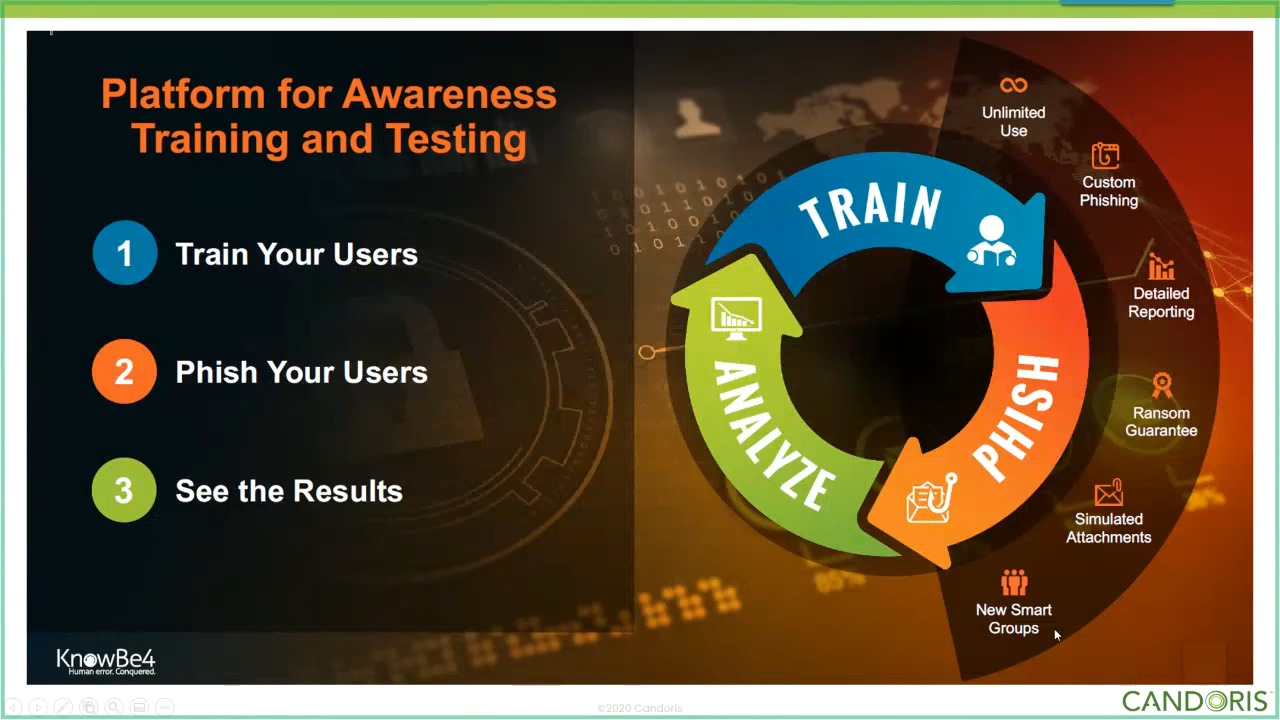 Platform for Awareness
Training and Testing
1 Train Your Users
2 Phish Your Users
3 See the Results
TRAIN
PHISH
ANALYZE
Unlimited
Use
Custom
Phishing
Detailed
Reporting
Ransom
Guarantee
Simulated
Attachments
New Smart
Groups
KnowBe4
Human error. Conquered.
©2020 Candoris
CANDORIS